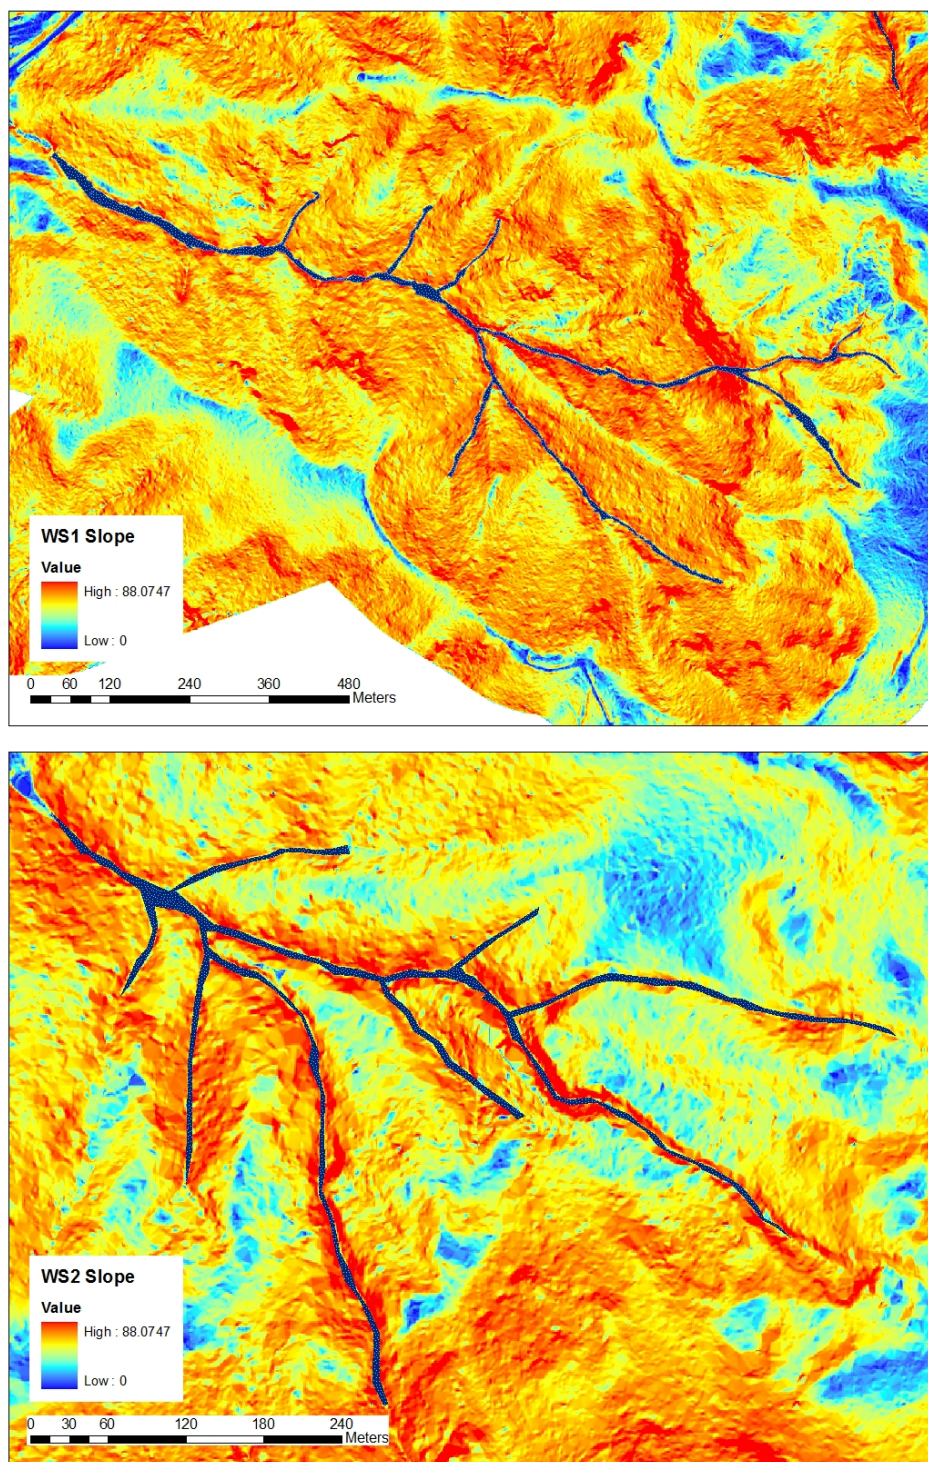 WS1 Slope
Value
High : 88.0747
Low : 0
0 60 120 240 360 480
Meters
WS2 Slope
Value
High : 88.0747
Low : 0
0 30 60 120 180 240
Meters